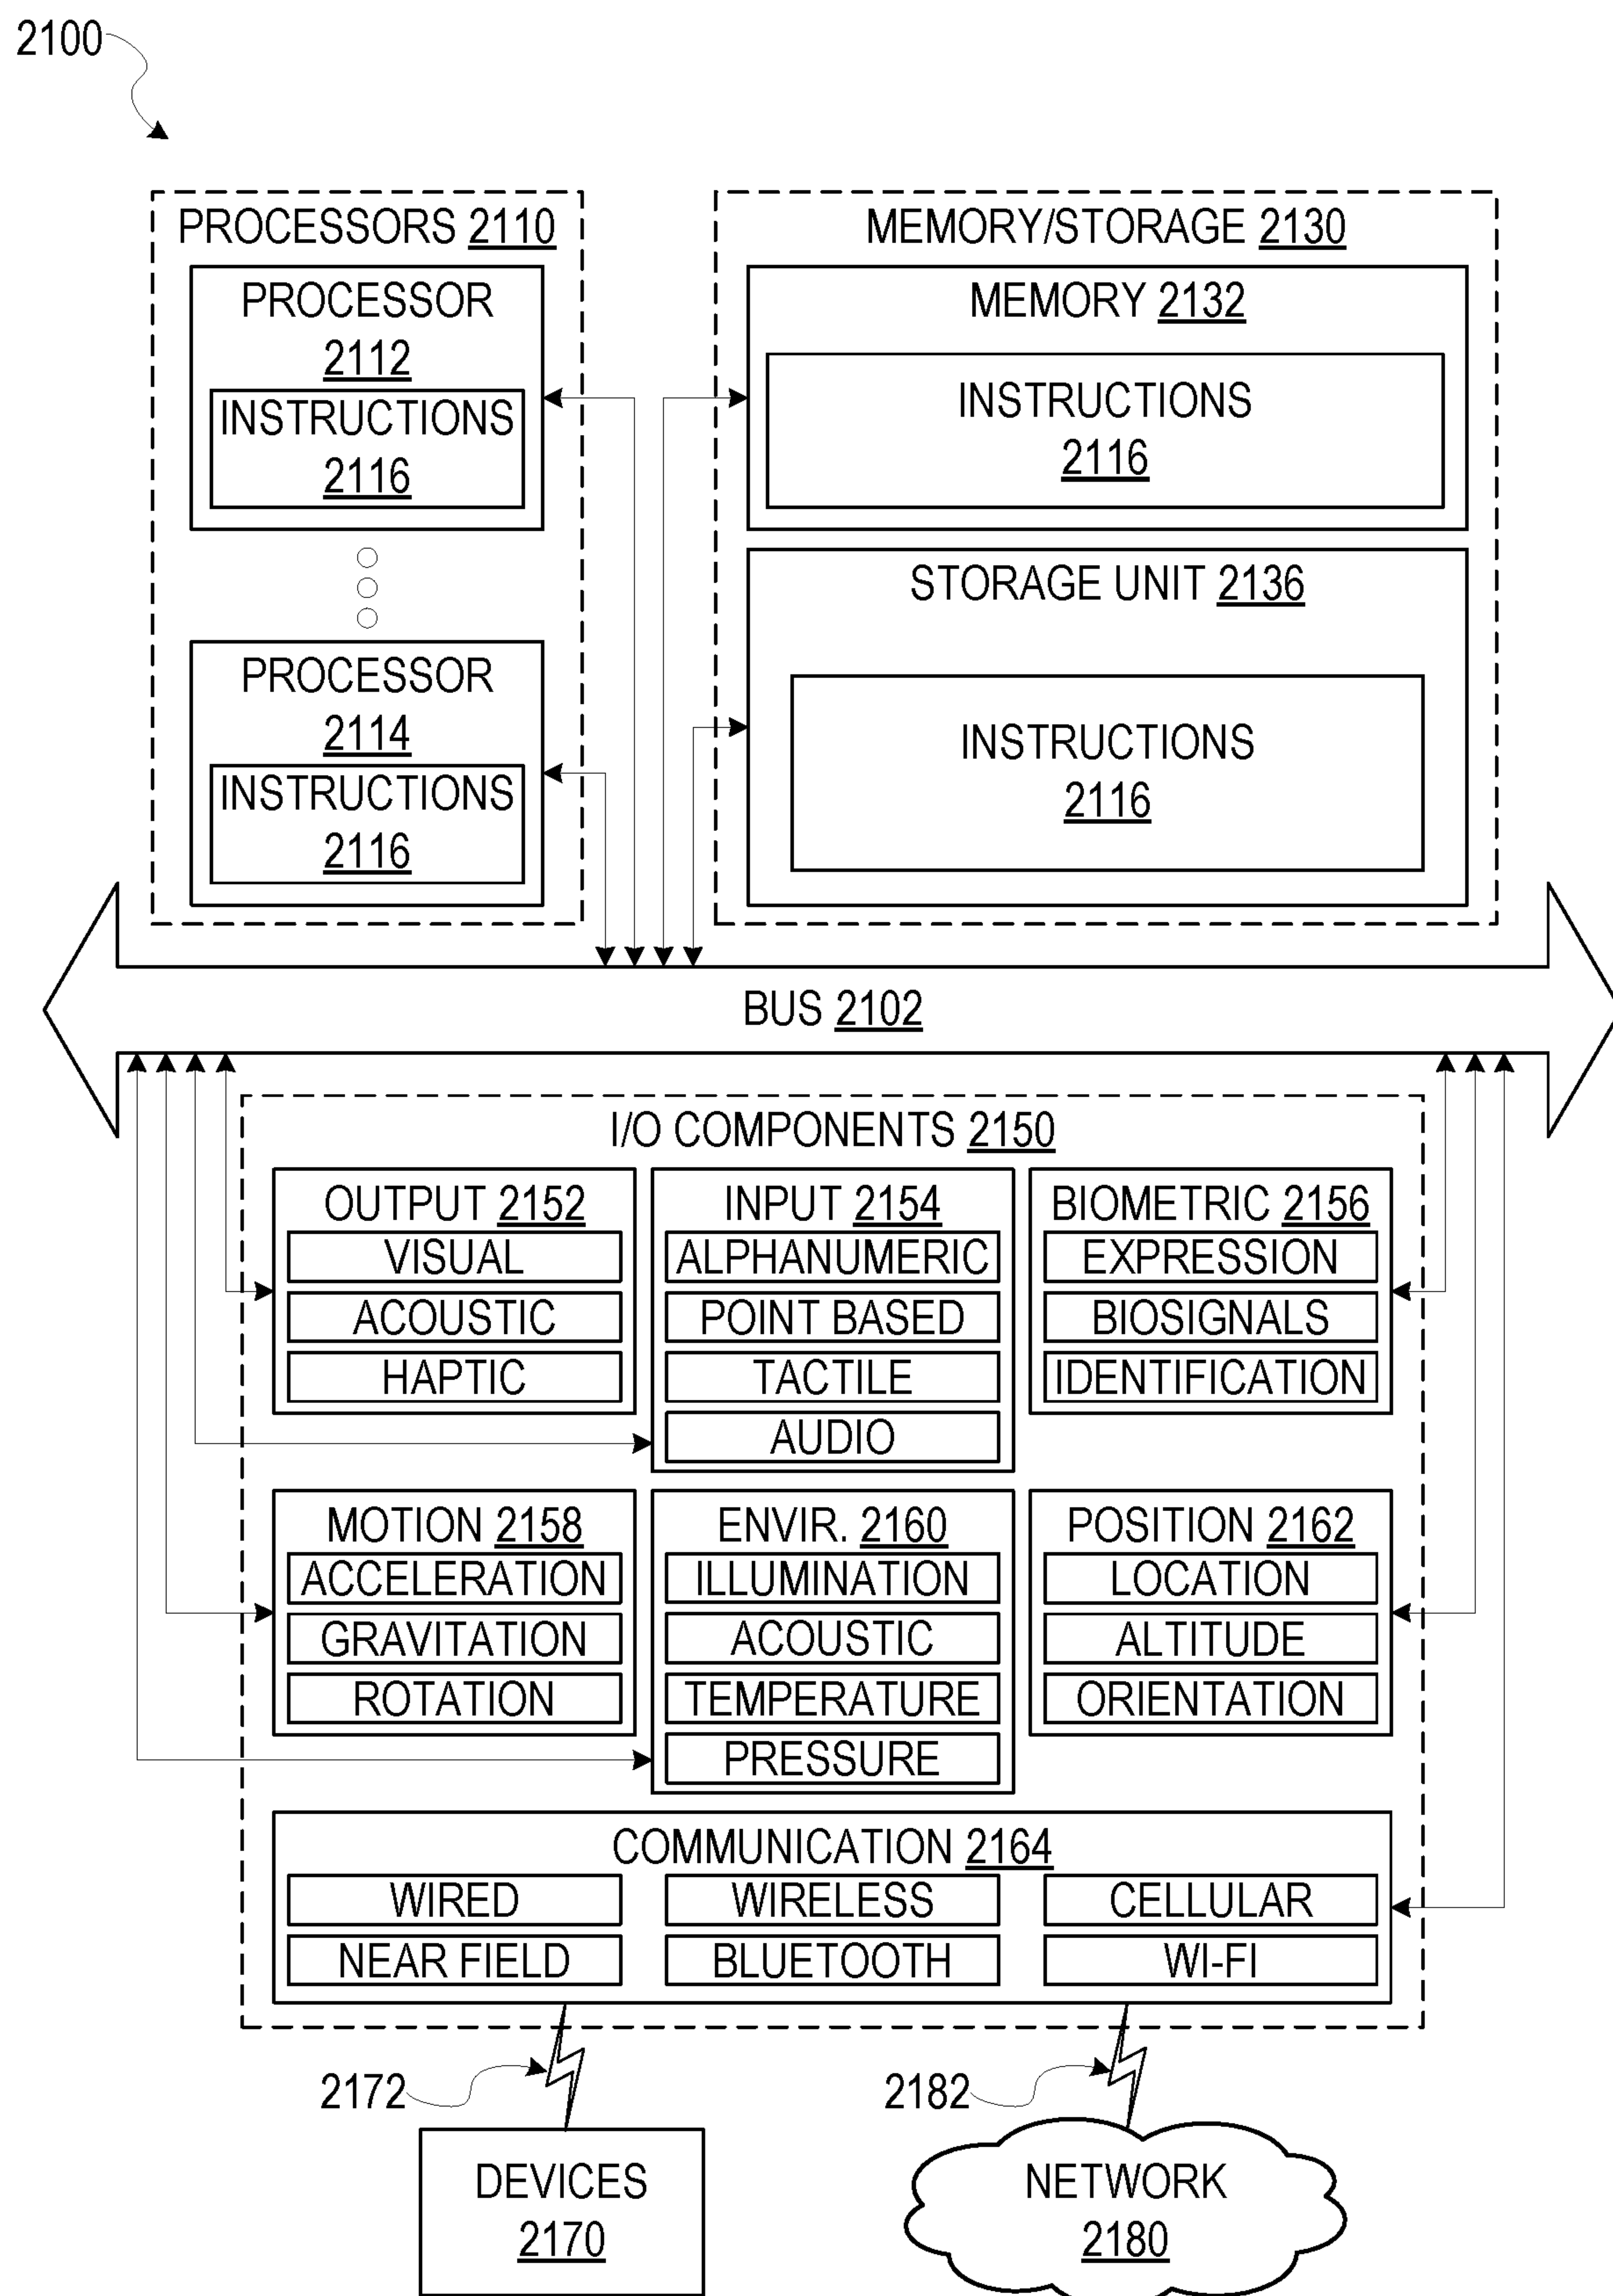 2100
PROCESSORS 2110
PROCESSOR
2112
INSTRUCTIONS
2116
PROCESSOR
2114
INSTRUCTIONS
2116
MEMORY/STORAGE 2130
MEMORY 2132
INSTRUCTIONS
2116
STORAGE UNIT 2136
INSTRUCTIONS
2116
BUS 2102
I/O COMPONENTS 2150
OUTPUT 2152
VISUAL
ACOUSTIC
HAPTIC
INPUT 2154
ALPHANUMERIC
POINT BASED
TACTILE
AUDIO
BIOMETRIC 2156
EXPRESSION
BIOSIGNALS
IDENTIFICATION
MOTION 2158
ACCELERATION
GRAVITATION
ROTATION
ENVIR. 2160
ILLUMINATION
ACOUSTIC
TEMPERATURE
PRESSURE
POSITION 2162
LOCATION
ALTITUDE
ORIENTATION
COMMUNICATION 2164
WIRED
WIRELESS
CELLULAR
NEAR FIELD
BLUETOOTH
WI-FI
2172
2182
DEVICES
2170
NETWORK
2180